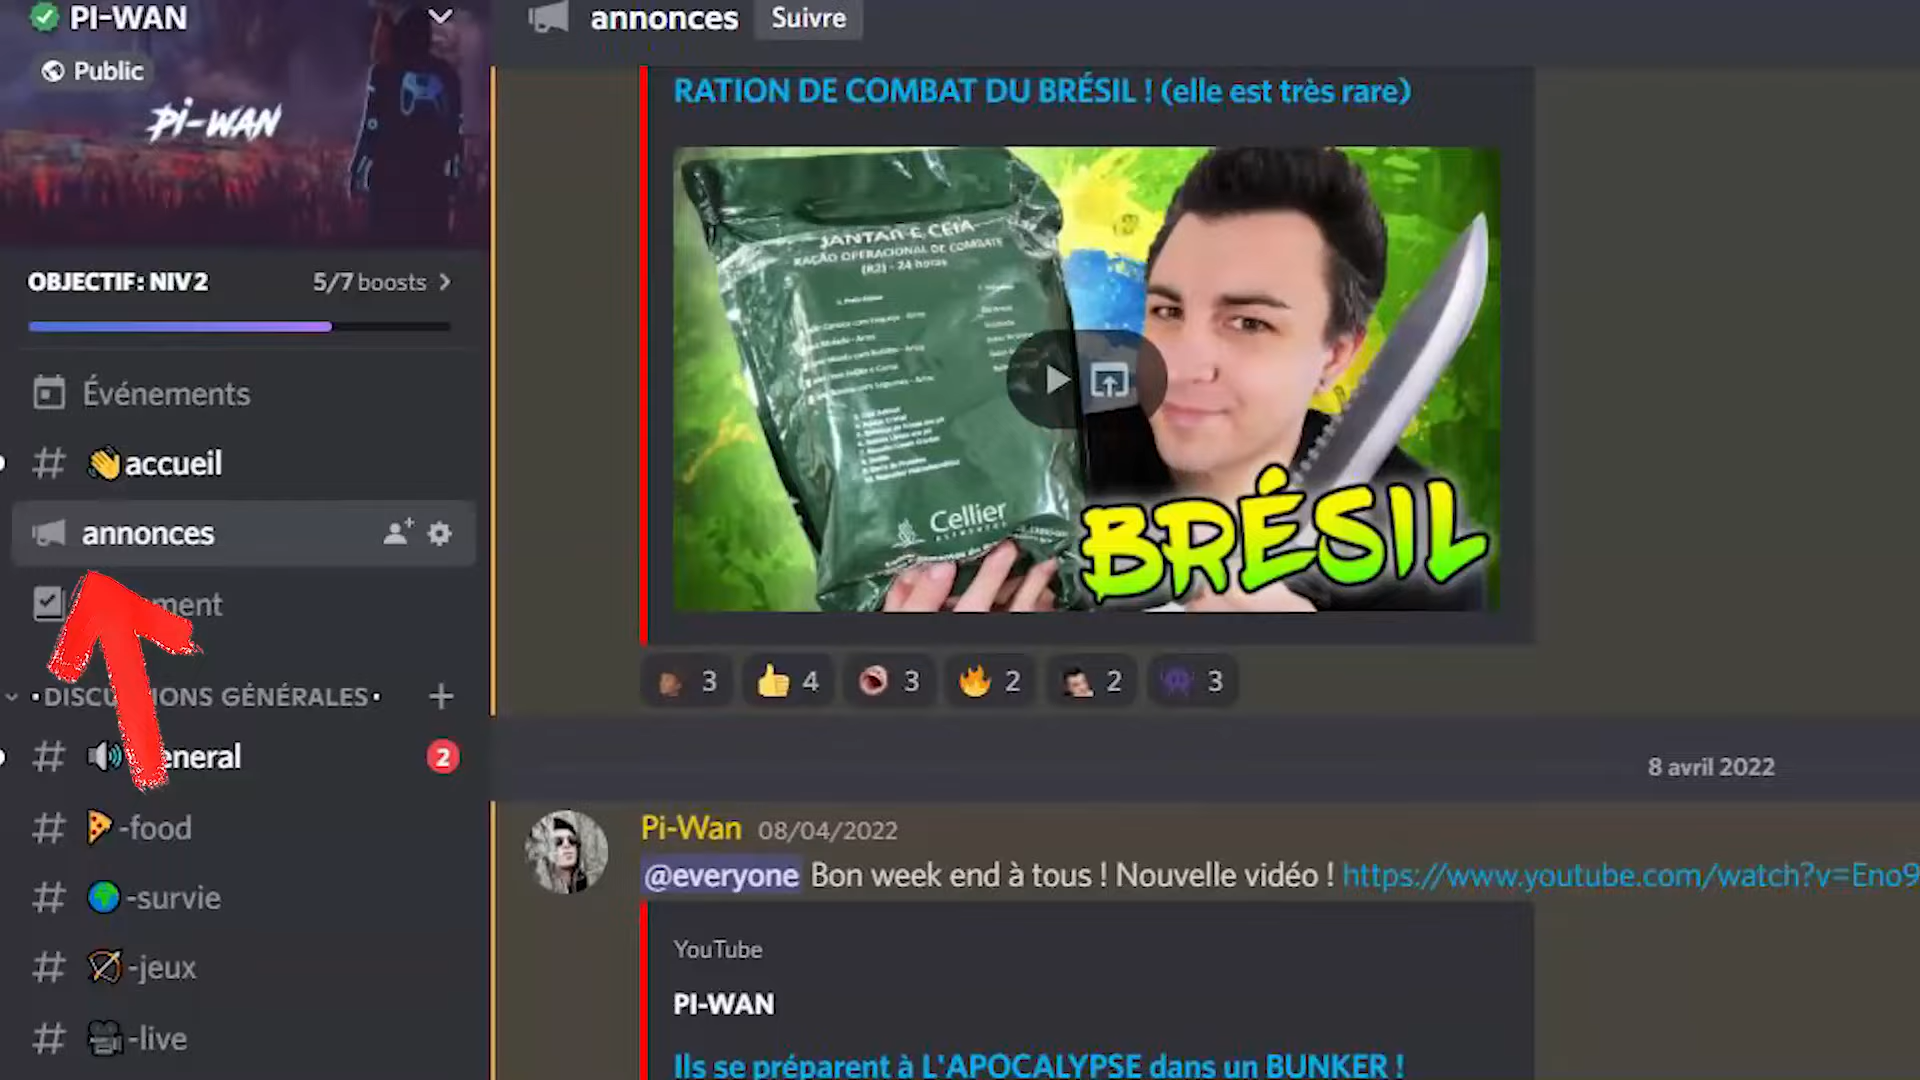 PI-WAN
Public
Pi-WAN
OBJECTIF: NIV 2
5/7 boosts
Événements
accueil
annonces
ment
DISCU
IONS GÉNÉRALES
eneral
2
-food
-survie
-jeux
-live
annonces
Suivre
RATION DE COMBAT DU BRÉSIL ! (elle est très rare)
JANTAR E CEIA
RAÇÃO OPERACIONAL DE COMBATE
(R2) - 24 horas
Cellier
BRÉSIL
3
4
3
2
2
3
8 avril 2022
Pi-Wan 08/04/2022
@everyone Bon week end à tous ! Nouvelle vidéo ! https://www.youtube.com/watch?v=Eno9
YouTube
PI-WAN
Ils se préparent à L'APOCALYPSE dans un BUNKER !